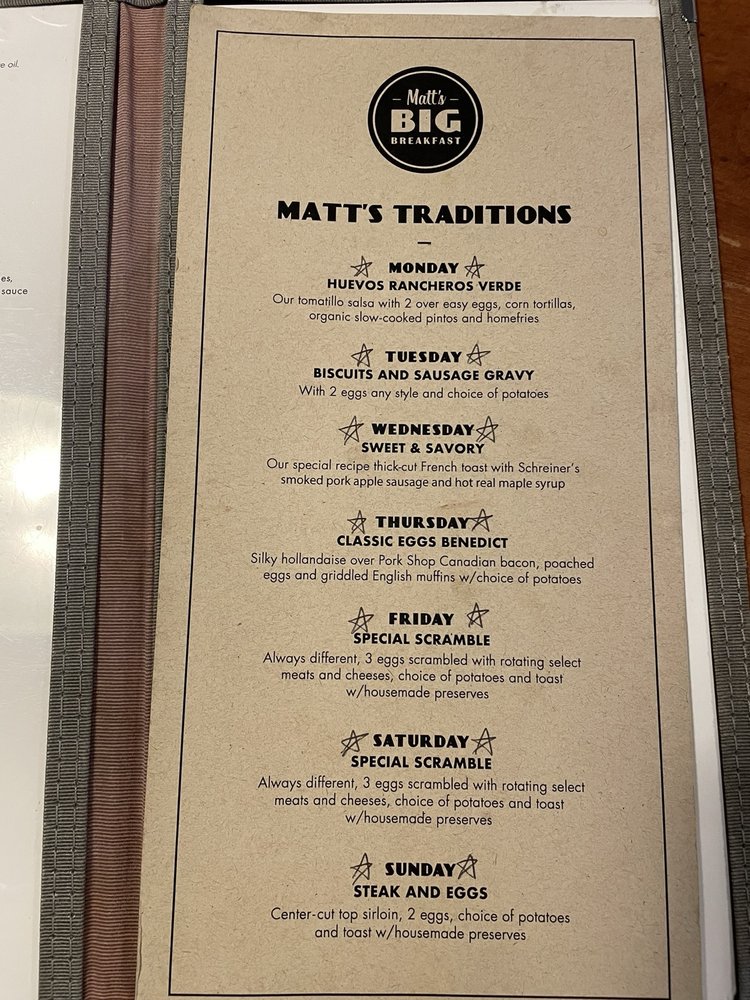 e oil.
es,
sauce
Matt's
BIG
BREAKFAST
MATT'S TRADITIONS
MONDAY
HUEVOS RANCHEROS VERDE
Our tomatillo salsa with 2 over easy eggs, corn tortillas,
organic slow-cooked pintos and homefries
TUESDAY
BISCUITS AND SAUSAGE GRAVY
With 2 eggs any style and choice of potatoes
WEDNESDAY
SWEET & SAVORY
Our special recipe thick-cut French toast with Schreiner's
smoked pork apple sausage and hot real maple syrup
THURSDAY
CLASSIC EGGS BENEDICT
Silky hollandaise over Pork Shop Canadian bacon, poached
eggs and griddled English muffins w/choice of potatoes
FRIDAY
SPECIAL SCRAMBLE
Always different, 3 eggs scrambled with rotating select
meats and cheeses, choice of potatoes and toast
w/housemade preserves
SATURDAY
SPECIAL SCRAMBLE
Always different, 3 eggs scrambled with rotating select
meats and cheeses, choice of potatoes and toast
w/housemade preserves
SUNDAY
STEAK AND EGGS
Center-cut top sirloin, 2 eggs, choice of potatoes
and toast w/housemade preserves